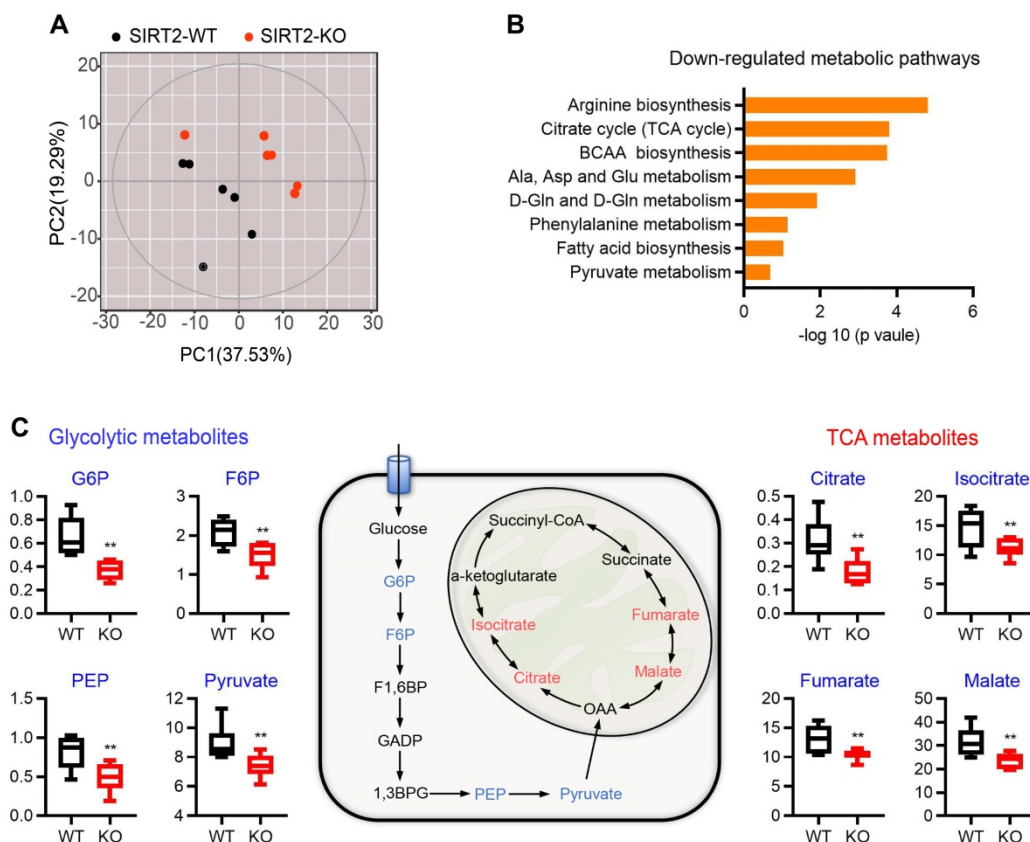 A
SIRT2-WT SIRT2-KO
PC2(19.29%)
20
10
0
-10
-20
-30 -20 -10 0 10 20 30
PC1(37.53%)
B
Down-regulated metabolic pathways
Arginine biosynthesis
Citrate cycle (TCA cycle)
BCAA biosynthesis
Ala, Asp and Glu metabolism
D-Gln and D-Gln metabolism
Phenylalanine metabolism
Fatty acid biosynthesis
Pyruvate metabolism
0 2 4 6
-log 10 (p vaule)
C
Glycolytic metabolites
G6P
1.0
0.8
0.6
0.4
0.2
0.0
**
WT KO
F6P
3
2
1
0
**
WT KO
PEP
1.5
1.0
0.5
0.0
**
WT KO
Pyruvate
12
10
8
6
4
**
WT KO
Glucose
G6P
F6P
F1,6BP
GADP
1,3BPG
PEP
Pyruvate
Succinyl-CoA
a-ketoglutarate
Succinate
Isocitrate
Fumarate
Citrate
Malate
OAA
TCA metabolites
Citrate
0.5
0.4
0.3
0.2
0.1
0.0
**
WT KO
Isocitrate
20
15
10
5
0
**
WT KO
Fumarate
20
15
10
5
0
**
WT KO
Malate
50
40
30
20
10
0
**
WT KO